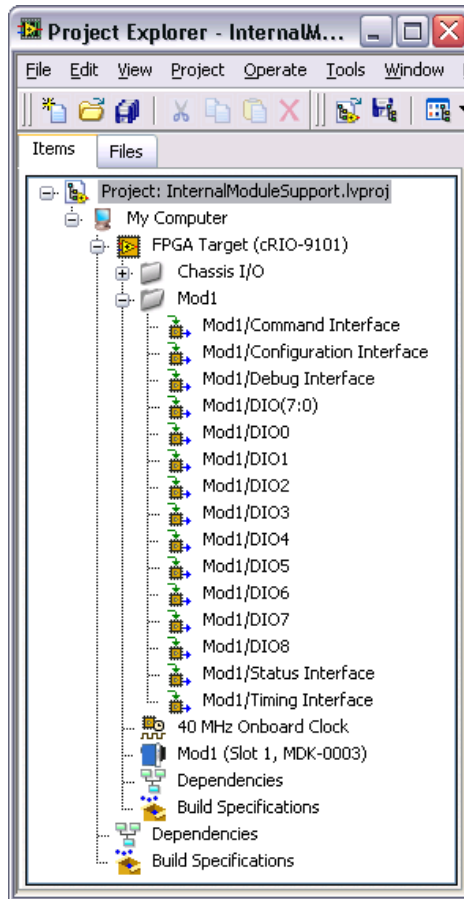 Project Explorer - InternalM...
File Edit View Project Operate Tools Window
Items Files
Project: InternalModuleSupport.lvproj
My Computer
FPGA Target (cRIO-9101)
Chassis I/O
Mod1
Mod1/Command Interface
Mod1/Configuration Interface
Mod1/Debug Interface
Mod1/DIO(7:0)
Mod1/DIO0
Mod1/DIO1
Mod1/DIO2
Mod1/DIO3
Mod1/DIO4
Mod1/DIO5
Mod1/DIO6
Mod1/DIO7
Mod1/DIO8
Mod1/Status Interface
Mod1/Timing Interface
40 MHz Onboard Clock
Mod1 (Slot 1, MDK-0003)
Dependencies
Build Specifications
Dependencies
Build Specifications